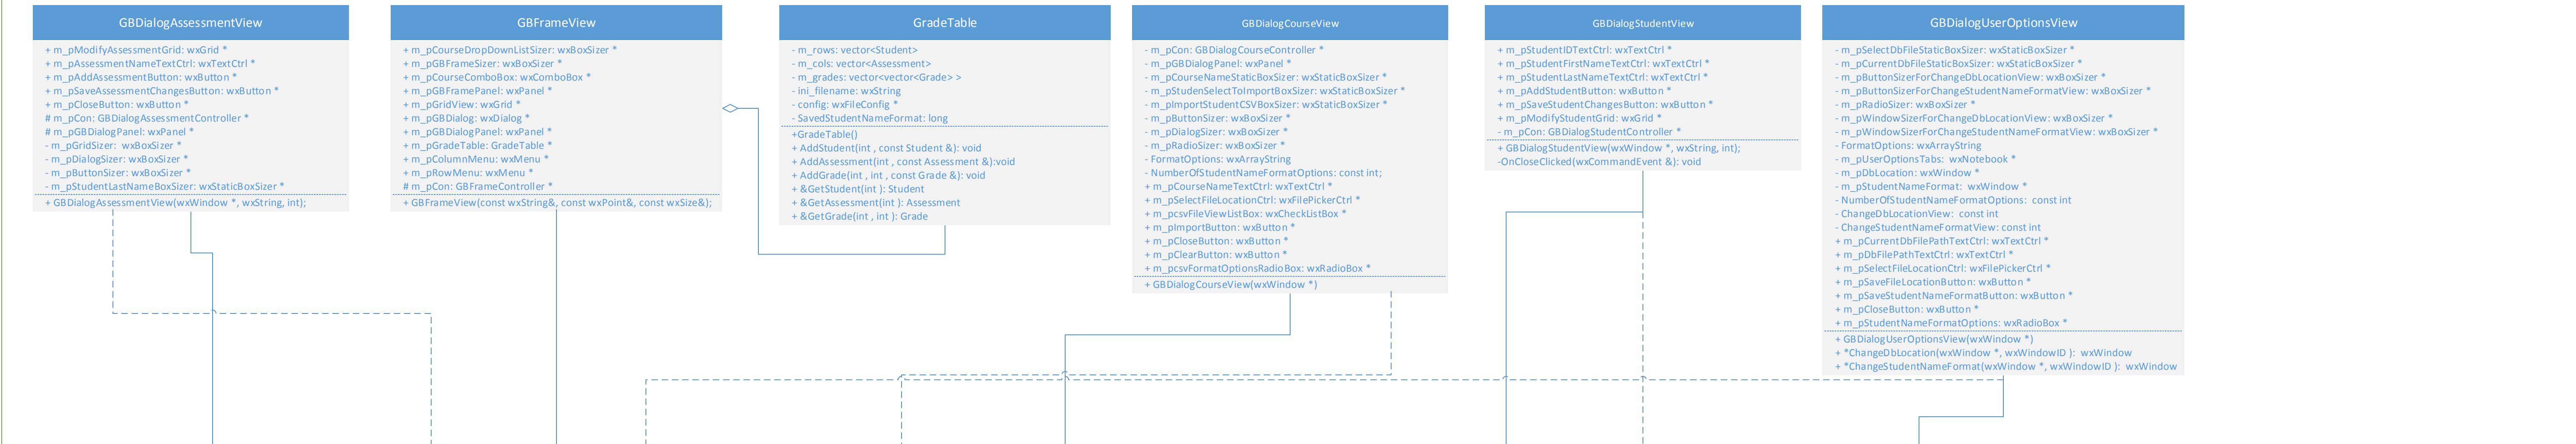 GBDialogAssessmentView
+ m_pModifyAssessmentGrid: wxGrid *
+ m_pAssessmentNameTextCtrl: wxTextCtrl *
+ m_pAddAssessmentButton: wxButton *
+ m_pSaveAssessmentChangesButton: wxButton *
+ m_pCloseButton: wxButton *
# m_pCon: GBDialogAssessmentController *
# m_pGBDialogPanel: wxPanel *
- m_pGridSizer:  wxBoxSizer *
- m_pDialogSizer: wxBoxSizer *
- m_pButtonSizer: wxBoxSizer *
- m_pStudentLastNameBoxSizer: wxStaticBoxSizer *
+ GBDialogAssessmentView(wxWindow *, wxString, int);
GBFrameView
+ m_pCourseDropDownListSizer: wxBoxSizer *
+ m_pGBFrameSizer: wxBoxSizer *
+ m_pCourseComboBox: wxComboBox *
+ m_pGBFramePanel: wxPanel *
+ m_pGridView: wxGrid *
+ m_pGBDialog: wxDialog *
+ m_pGBDialogPanel: wxPanel *
+ m_pGradeTable: GradeTable *
+ m_pColumnMenu: wxMenu *
+ m_pRowMenu: wxMenu *
# m_pCon: GBFrameController *
+ GBFrameView(const wxString&, const wxPoint&, const wxSize&);
GradeTable
- m_rows: vector<Student>
- m_cols: vector<Assessment>
- m_grades: vector<vector<Grade> >
- ini_filename: wxString
- config: wxFileConfig *
- SavedStudentNameFormat: long
+GradeTable()
+ AddStudent(int , const Student &): void
+ AddAssessment(int , const Assessment &):void
+ AddGrade(int , int , const Grade &): void
+ &GetStudent(int ): Student
+ &GetAssessment(int ): Assessment
+ &GetGrade(int , int ): Grade
GBDialogCourseView
- m_pCon: GBDialogCourseController *
- m_pGBDialogPanel: wxPanel *
- m_pCourseNameStaticBoxSizer: wxStaticBoxSizer *
- m_pStudenSelectToImportBoxSizer: wxStaticBoxSizer *
- m_pImportStudentCSVBoxSizer: wxStaticBoxSizer *
- m_pButtonSizer: wxBoxSizer *
- m_pDialogSizer: wxBoxSizer *
- m_pRadioSizer: wxBoxSizer *
- FormatOptions: wxArrayString
- NumberOfStudentNameFormatOptions: const int;
+ m_pCourseNameTextCtrl: wxTextCtrl *
+ m_pSelectFileLocationCtrl: wxFilePickerCtrl *
+ m_pcsvFileViewListBox: wxCheckListBox *
+ m_pImportButton: wxButton *
+ m_pCloseButton: wxButton *
+ m_pClearButton: wxButton *
+ m_pcsvFormatOptionsRadioBox: wxRadioBox *
+ GBDialogCourseView(wxWindow *)
GBDialogStudentView
+ m_pStudentIDTextCtrl: wxTextCtrl *
+ m_pStudentFirstNameTextCtrl: wxTextCtrl *
+ m_pStudentLastNameTextCtrl: wxTextCtrl *
+ m_pAddStudentButton: wxButton *
+ m_pSaveStudentChangesButton: wxButton *
+ m_pModifyStudentGrid: wxGrid *
- m_pCon: GBDialogStudentController *
+ GBDialogStudentView(wxWindow *, wxString, int);
-OnCloseClicked(wxCommandEvent &): void
GBDialogUserOptionsView
- m_pSelectDbFileStaticBoxSizer: wxStaticBoxSizer *
- m_pCurrentDbFileStaticBoxSizer: wxStaticBoxSizer *
- m_pButtonSizerForChangeDbLocationView: wxBoxSizer *
- m_pButtonSizerForChangeStudentNameFormatView: wxBoxSizer *
- m_pRadioSizer: wxBoxSizer *
- m_pWindowSizerForChangeDbLocationView: wxBoxSizer *
- m_pWindowSizerForChangeStudentNameFormatView: wxBoxSizer *
- FormatOptions: wxArrayString
- m_pUserOptionsTabs:  wxNotebook *
- m_pDbLocation: wxWindow *
- m_pStudentNameFormat:  wxWindow *
- NumberOfStudentNameFormatOptions:  const int
- ChangeDbLocationView:  const int
- ChangeStudentNameFormatView: const int
+ m_pCurrentDbFilePathTextCtrl: wxTextCtrl *
+ m_pDbFilePathTextCtrl: wxTextCtrl *
+ m_pSelectFileLocationCtrl: wxFilePickerCtrl *
+ m_pSaveFileLocationButton: wxButton *
+ m_pSaveStudentNameFormatButton: wxButton *
+ m_pCloseButton: wxButton *
+ m_pStudentNameFormatOptions: wxRadioBox *
+ GBDialogUserOptionsView(wxWindow *)
+ *ChangeDbLocation(wxWindow *, wxWindowID ):  wxWindow
+ *ChangeStudentNameFormat(wxWindow *, wxWindowID ):  wxWindow